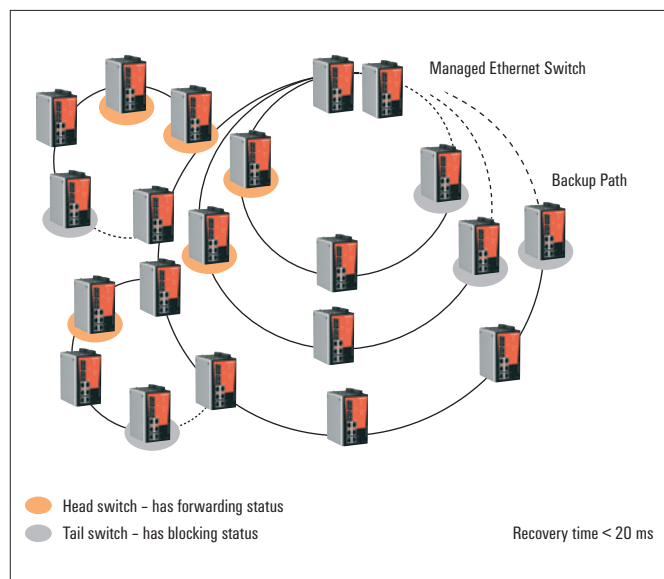 Managed Ethernet Switch
Backup Path
Head switch – has forwarding status
Tail switch – has blocking status
Recovery time < 20 ms